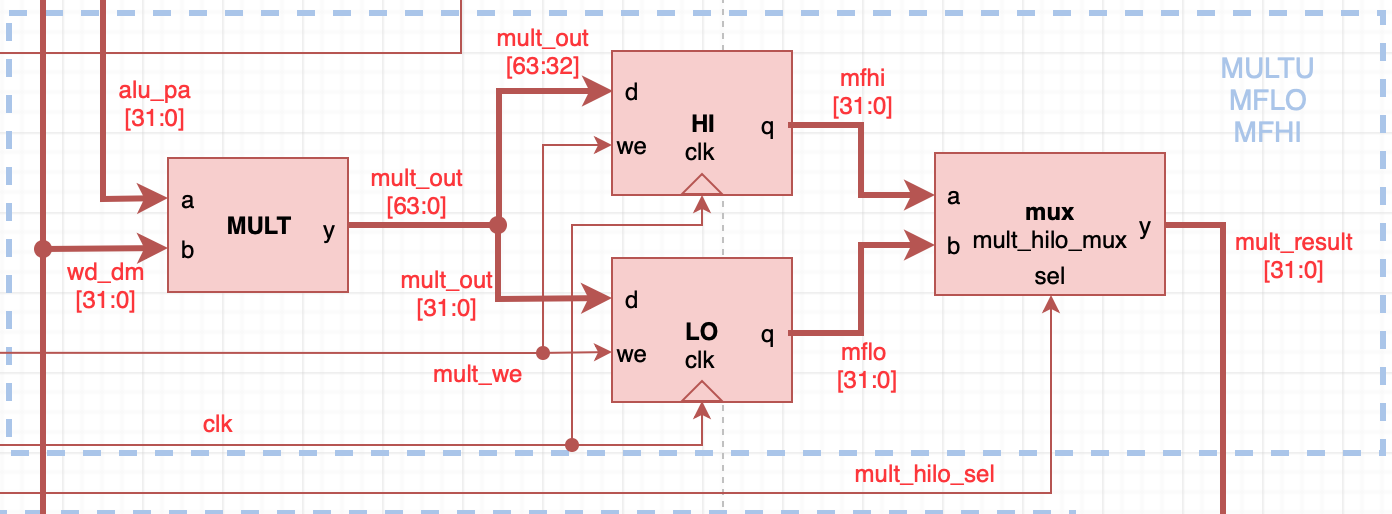 mult_out
[63:32]
alu_pa
[31:0]
MULTU
MFLO
MFHI
mfhi
[31:0]
d
HI
q
we
clk
mult_out
[63:0]
a
MULT
y
b
wd_dm
[31:0]
a
mux
y
mult_hilo_mux
b
sel
mult_result
[31:0]
mult_out
[31:0]
d
LO
q
we
clk
mflo
[31:0]
mult_we
clk
mult_hilo_sel